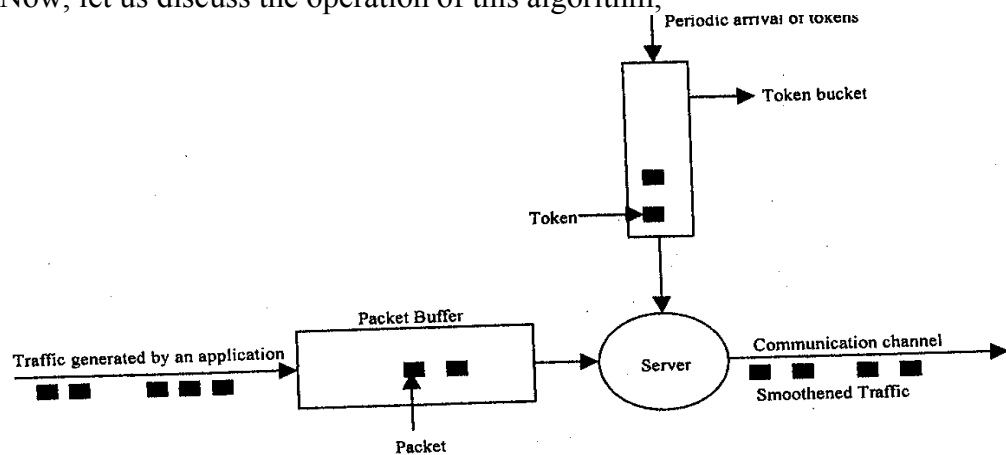 Now, let us discuss the operation of this algorithm;
Periodic arrival of tokens
Token bucket
Token
Packet Buffer
Traffic generated by an application
Server
Communication channel
Smoothened Traffic
Packet